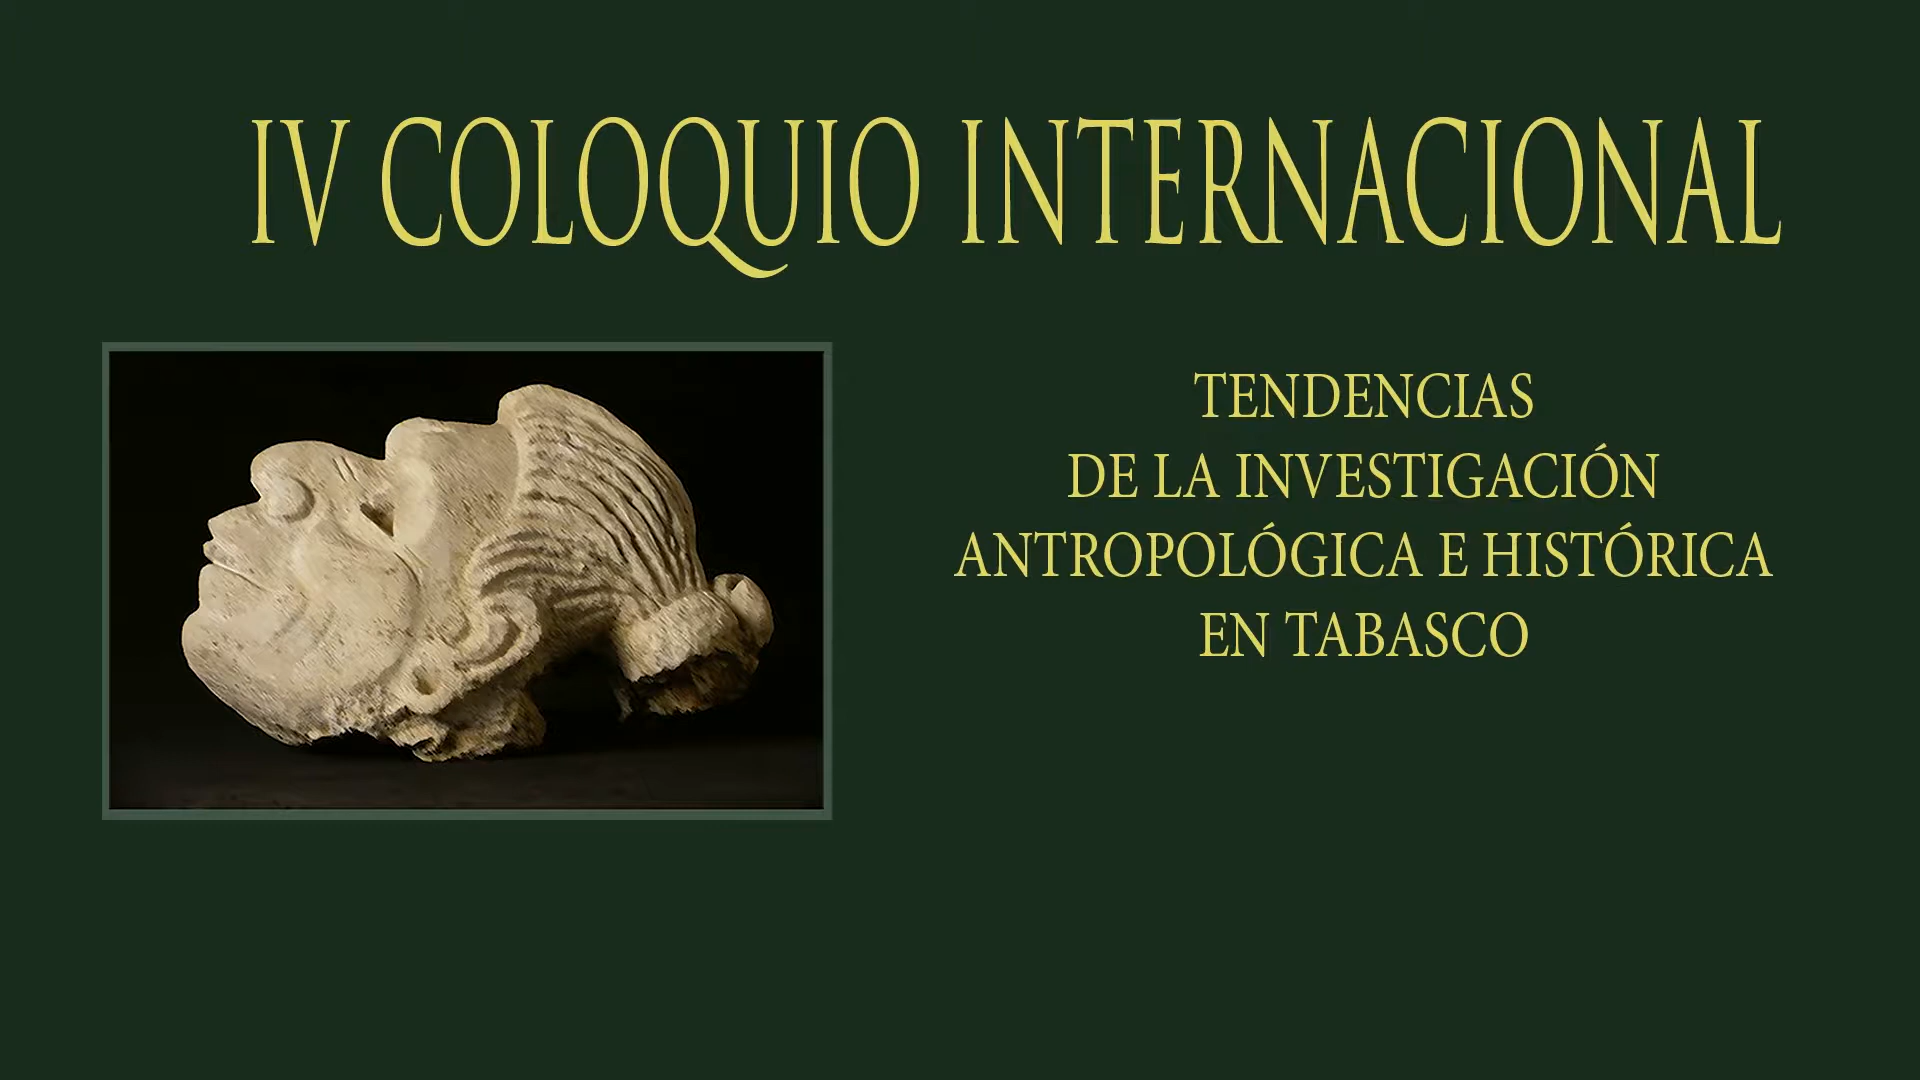 IV COLOQUIO INTERNACIONAL
TENDENCIAS
DE LA INVESTIGACIÓN
ANTROPOLÓGICA E HISTÓRICA
EN TABASCO